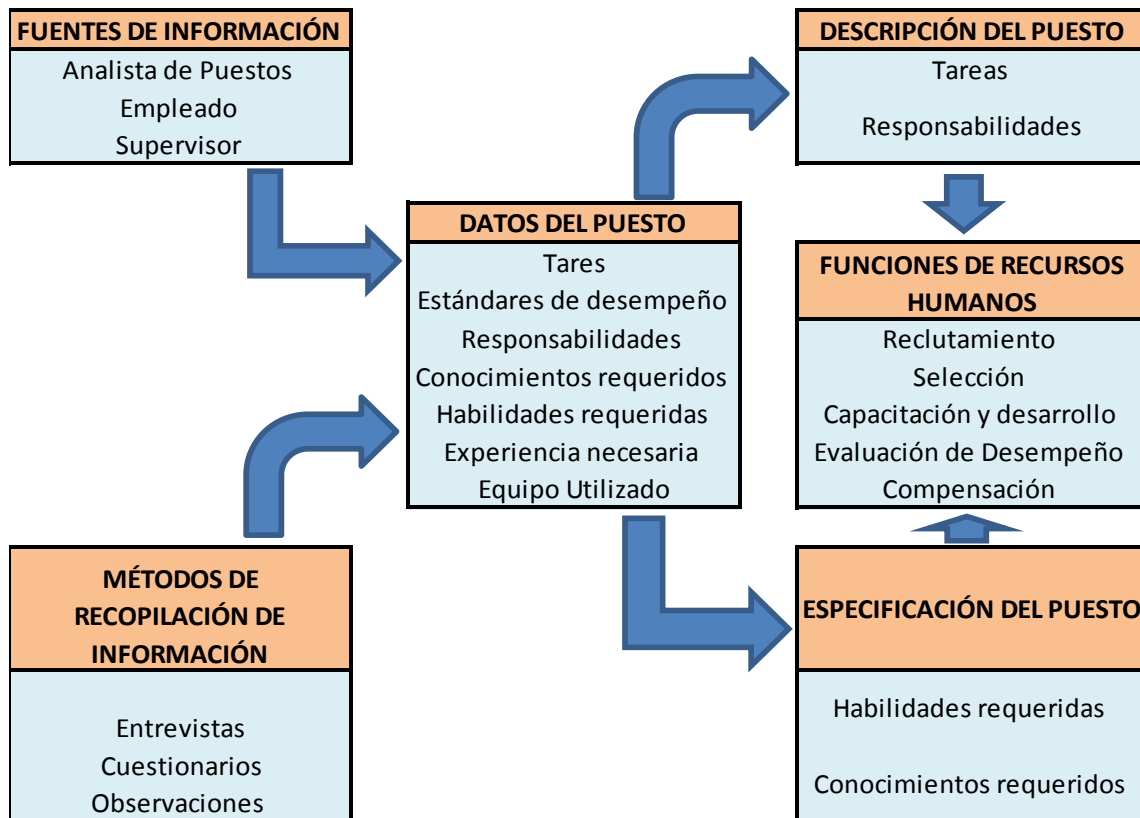 FUENTES DE INFORMACIÓN
Analista de Puestos
Empleado
Supervisor
DATOS DEL PUESTO
Tares
Estándares de desempeño
Responsabilidades
Conocimientos requeridos
Habilidades requeridas
Experiencia necesaria
Equipo Utilizado
MÉTODOS DE
RECOPILACIÓN DE
INFORMACIÓN
Entrevistas
Cuestionarios
Observaciones
DESCRIPCIÓN DEL PUESTO
Tareas
Responsabilidades
FUNCIONES DE RECURSOS
HUMANOS
Reclutamiento
Selección
Capacitación y desarrollo
Evaluación de Desempeño
Compensación
ESPECIFICACIÓN DEL PUESTO
Habilidades requeridas
Conocimientos requeridos